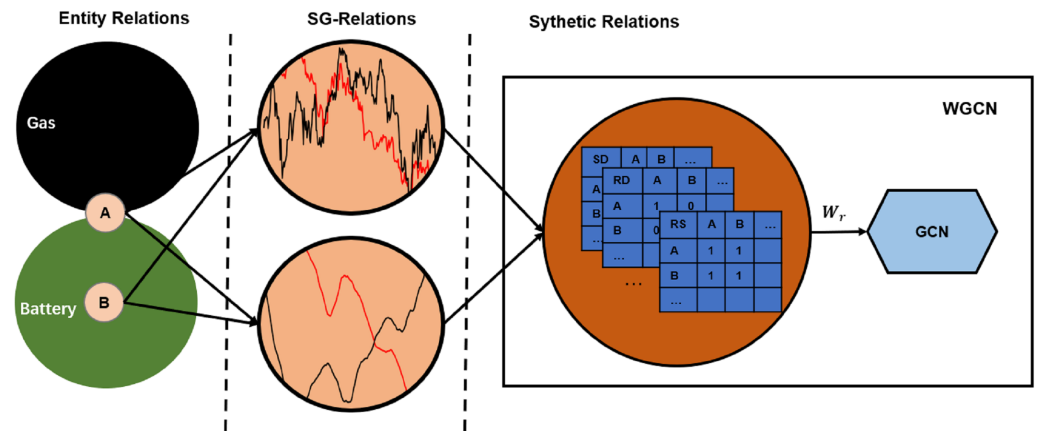 Entity Relations
SG-Relations
Sythetic Relations
WGCN
Gas
A
Battery
B
SD A B ...
A
B
...
RD A B ...
A 1 0
B 0
...
RS A B ...
A 1 1
B 1 1
...
...
W_r
GCN